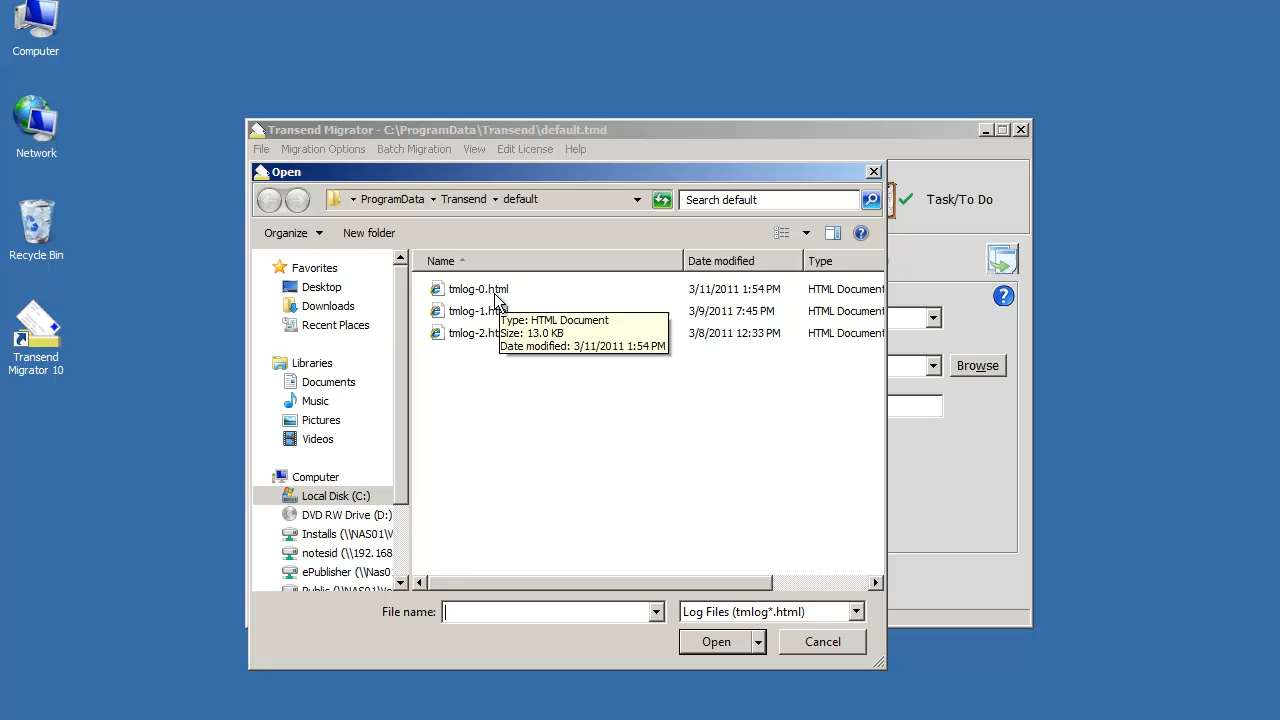 Computer
Network
Recycle Bin
Transend
Migrator 10
Transend Migrator - C:\ProgramData\Transend\default.tmd
File Migration Options Batch Migration View Edit License Help
Open
ProgramData Transend default
Search default
Task/To Do
Organize New folder
Name Date modified Type
tmlog-0.html 3/11/2011 1:54 PM HTML Document
tmlog-1.h 3/9/2011 7:45 PM HTML Document
tmlog-2.ht 3/8/2011 12:33 PM HTML Document
Type: HTML Document
Size: 13.0 KB
Date modified: 3/11/2011 1:54 PM
Favorites
Desktop
Downloads
Recent Places
Libraries
Documents
Music
Pictures
Videos
Computer
Local Disk (C:)
DVD RW Drive (D:)
Installs (\\NAS01\V
notesid (\\192.168
ePublisher (\\Nas0
Browse
File name:
Log Files (tmlog*.html)
Open
Cancel